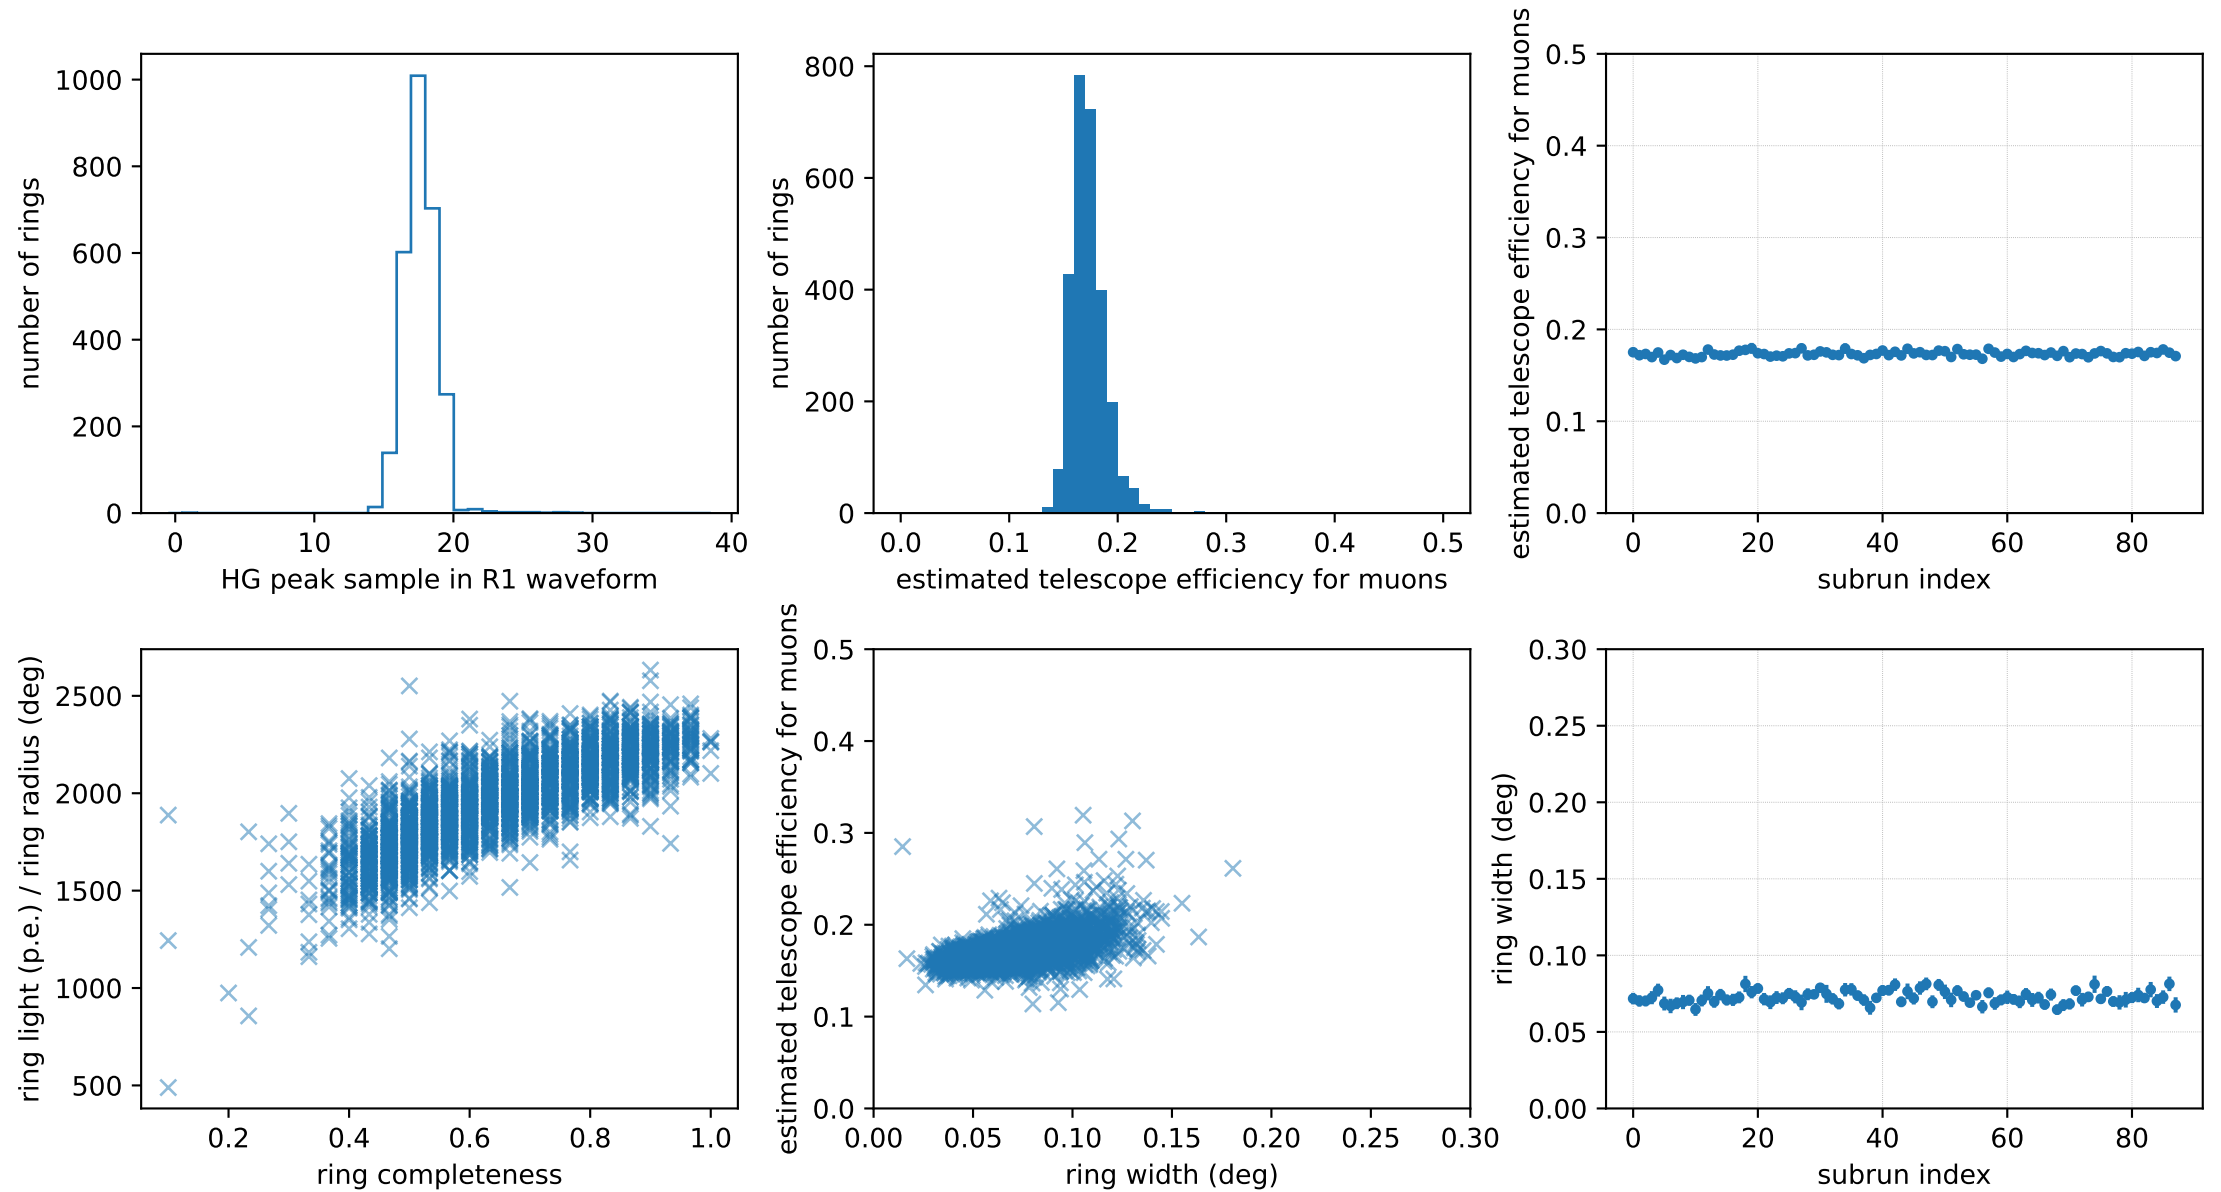 1000
800
600
400
200
0
number of rings
0 10 20 30 40
HG peak sample in R1 waveform
800
600
400
200
0
number of rings
0.0 0.1 0.2 0.3 0.4 0.5
estimated telescope efficiency for muons
0.5
0.4
0.3
0.2
0.1
0.0
estimated telescope efficiency for muons
0 20 40 60 80
subrun index
2500
2000
1500
1000
500
ring light (p.e.) / ring radius (deg)
0.2 0.4 0.6 0.8 1.0
ring completeness
0.5
0.4
0.3
0.2
0.1
0.0
estimated telescope efficiency for muons
0.00 0.05 0.10 0.15 0.20 0.25 0.30
ring width (deg)
0.30
0.25
0.20
0.15
0.10
0.05
0.00
ring width (deg)
0 20 40 60 80
subrun index